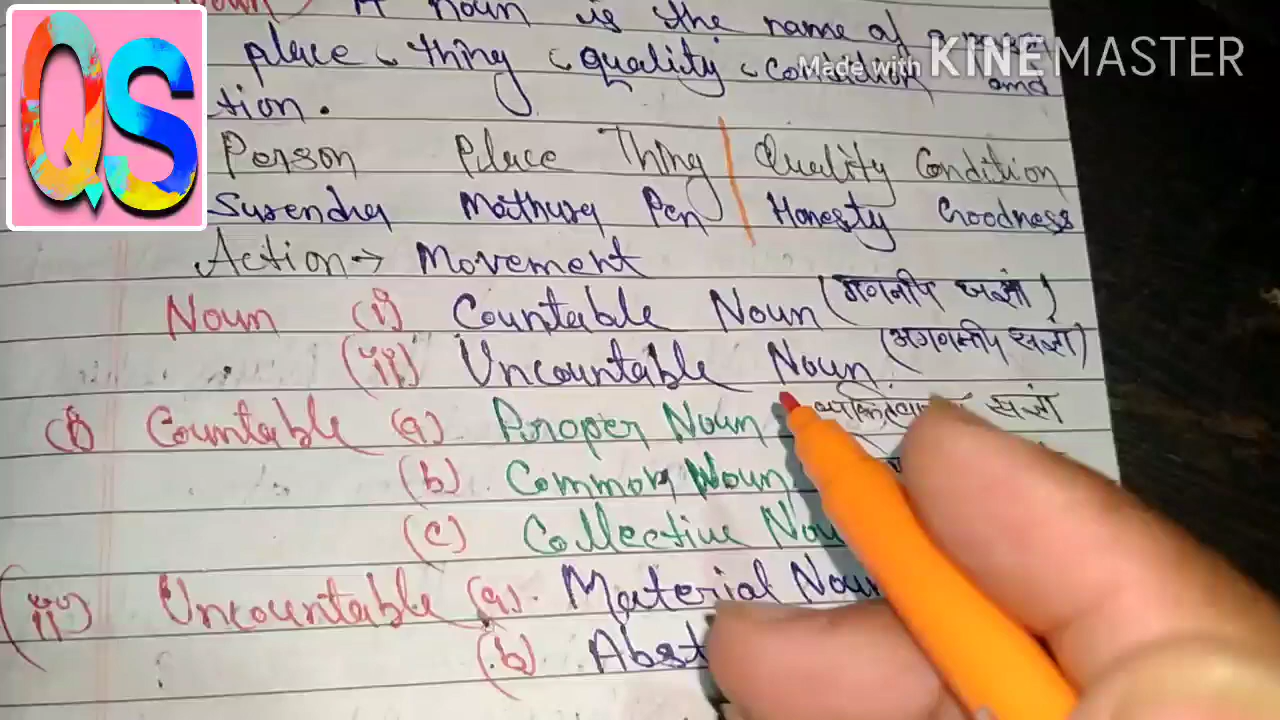 QS
Noun A noun is the name of a
Made with KINEMASTER
place, thing, quality, condition and
tion.
Person Place Thing Quality Condition
Surendra Mathura Pen Honesty Goodness
Action → Movement
Noun (i) Countable Noun (गणनीय संज्ञा)
(ii) Uncountable Noun. (अगणनीय संज्ञा)
(i) Countable (a) Proper Noun संज्ञा
(b) Common Noun
(c) Collective Nou
(ii) Uncountable (a). Material Noun
(b). Abst